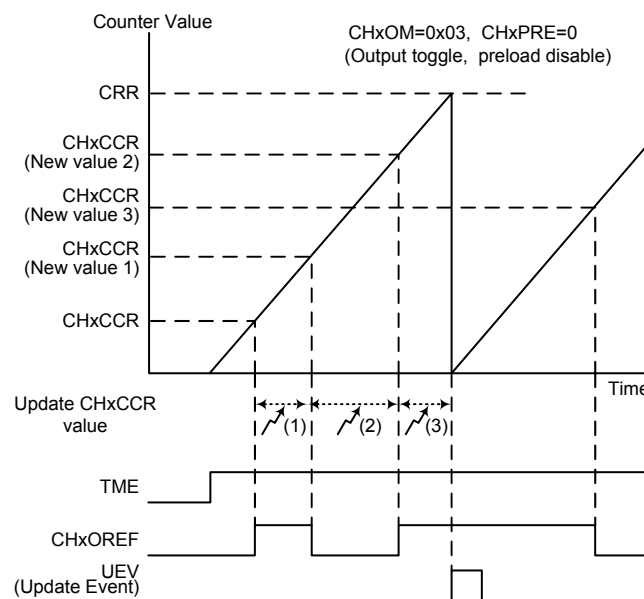 Counter Value
CHxOM=0x03, CHxPRE=0
(Output toggle, preload disable)
CRR
CHxCCR
(New value 2)
CHxCCR
(New value 3)
CHxCCR
(New value 1)
CHxCCR
Time
Update CHxCCR
value
(1)
(2)
(3)
TME
CHxOREF
UEV
(Update Event)